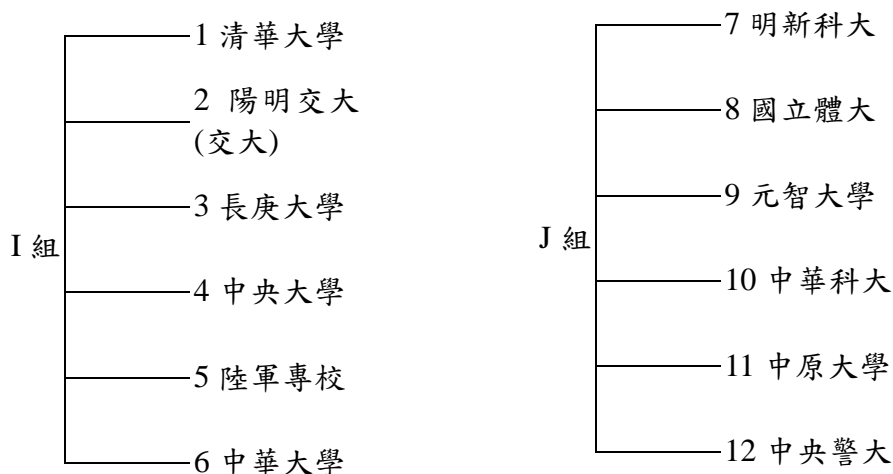 1 清華大學
2 陽明交大
(交大)
3 長庚大學
I 組
4 中央大學
5 陸軍專校
6 中華大學
7 明新科大
8 國立體大
9 元智大學
J 組
10 中華科大
11 中原大學
12 中央警大